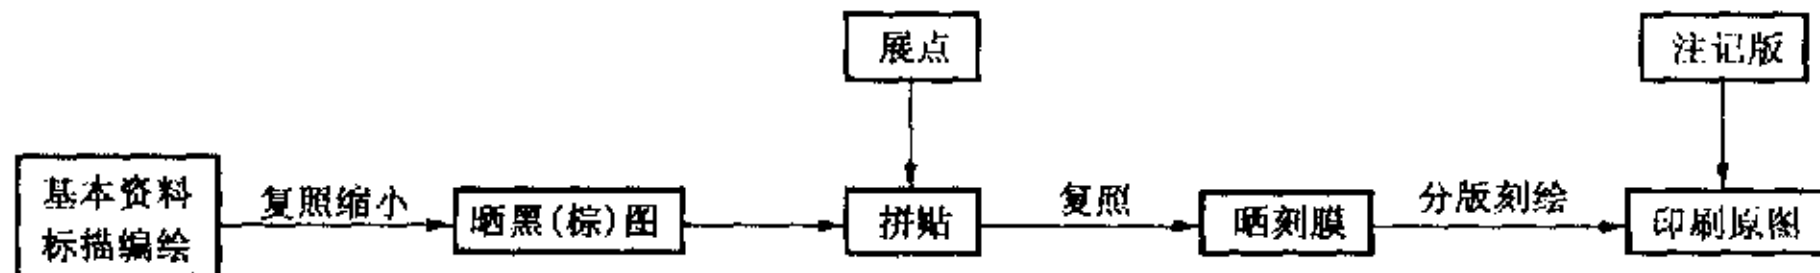 展点
注记版
基本资料
标描编绘
复照缩小
晒黑(棕)图
拼贴
复照
晒刻膜
分版刻绘
印刷原图